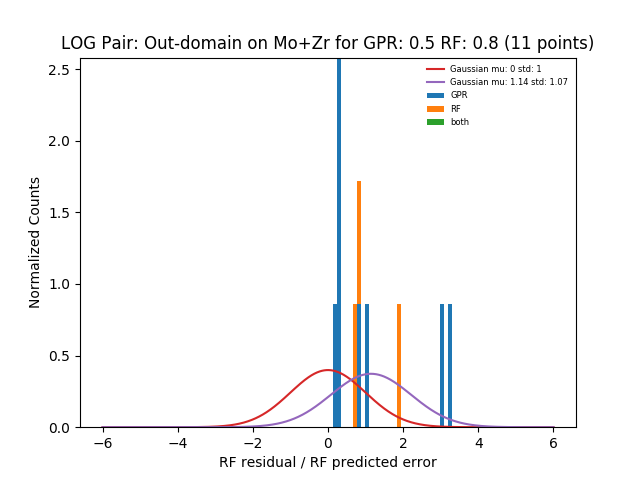 LOG Pair: Out-domain on Mo+Zr for GPR: 0.5 RF: 0.8 (11 points)
Gaussian mu: 0 std: 1
Gaussian mu: 1.14 std: 1.07
GPR
RF
both
Normalized Counts
2.5
2.0
1.5
1.0
0.5
0.0
−6 −4 −2 0 2 4 6
RF residual / RF predicted error